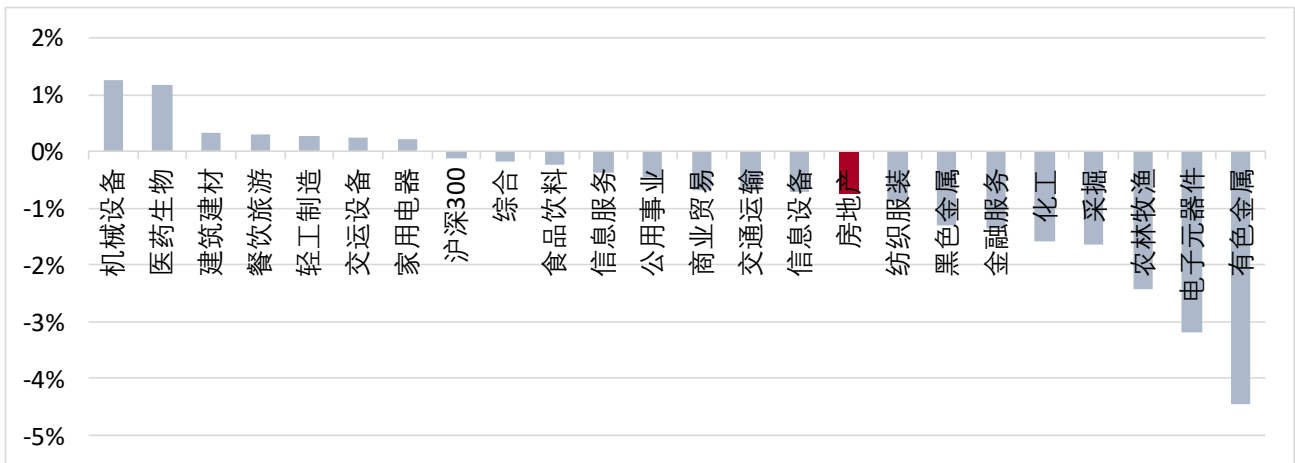 2%
1%
0%
-1%
-2%
-3%
-4%
-5%
机械设备
医药生物
建筑建材
餐饮旅游
轻工制造
交运设备
家用电器
沪深300
综合
食品饮料
信息服务
公用事业
商业贸易
交通运输
信息设备
房地产
纺织服装
黑色金属
金融服务
化工
采掘
农林牧渔
电子元器件
有色金属